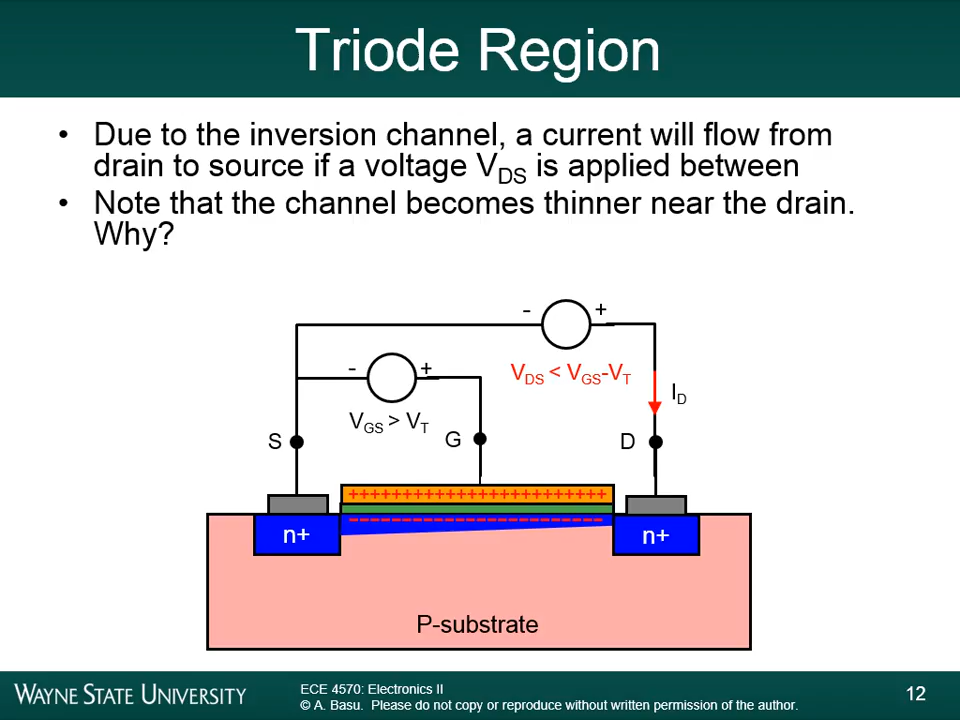 Triode Region
• Due to the inversion channel, a current will flow from
drain to source if a voltage VDS is applied between
• Note that the channel becomes thinner near the drain.
Why?
- +
- +
VDS < VGS-VT
ID
VGS > VT
S G D
++++++++++++++++++++++++
------------------------
n+ n+
P-substrate
WAYNE STATE UNIVERSITY
ECE 4570: Electronics II
© A. Basu. Please do not copy or reproduce without written permission of the author.
12